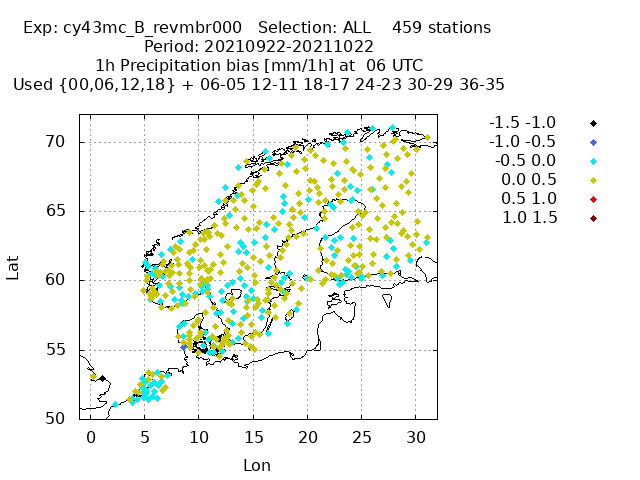 Exp: cy43mc_B_revmbr000 Selection: ALL 459 stations
Period: 20210922-20211022
1h Precipitation bias [mm/1h] at 06 UTC
Used {00,06,12,18} + 06-05 12-11 18-17 24-23 30-29 36-35
-1.5 -1.0
-1.0 -0.5
-0.5 0.0
0.0 0.5
0.5 1.0
1.0 1.5
70
65
60
55
50
Lat
0 5 10 15 20 25 30
Lon